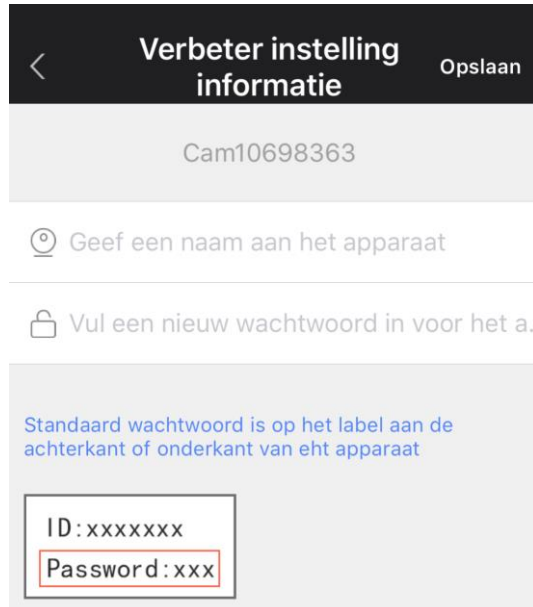 Verbeter instelling
informatie
Opslaan
Cam10698363
Geef een naam aan het apparaat
Vul een nieuw wachtwoord in voor het a.
Standaard wachtwoord is op het label aan de
achterkant of onderkant van eht apparaat
ID:xxxxxxx
Password:xxx